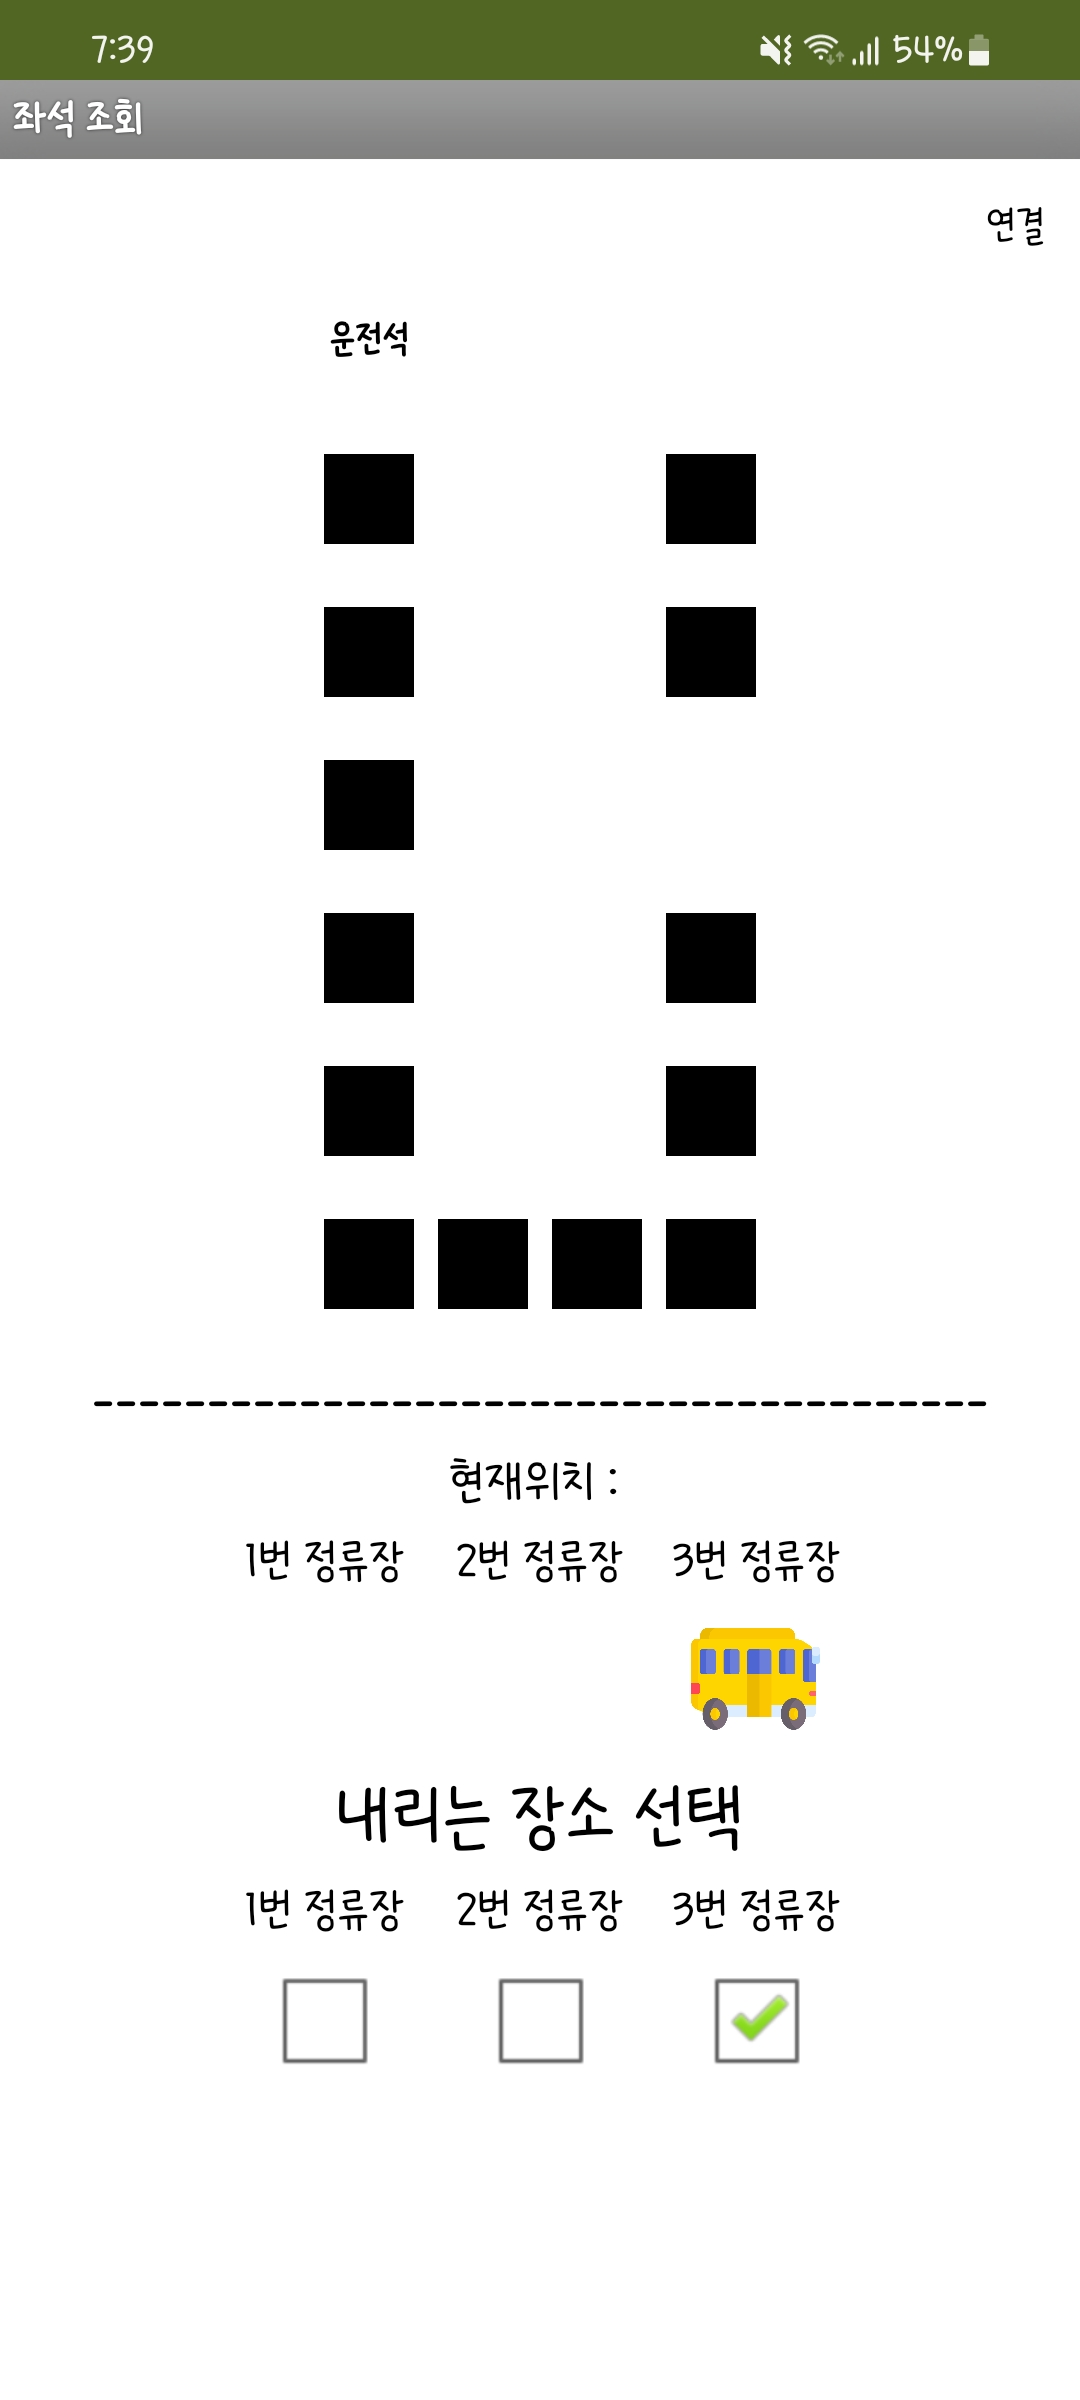 7:39 54%
좌석 조회
연결
운전석
---------------------------------------
현재위치 :
1번 정류장 2번 정류장 3번 정류장
내리는 장소 선택
1번 정류장 2번 정류장 3번 정류장